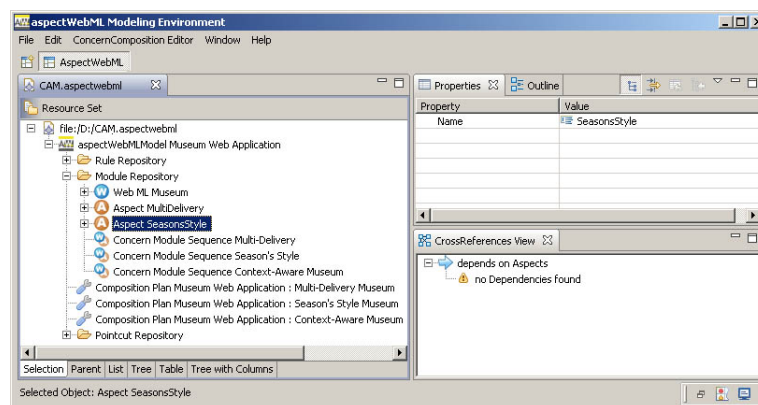 aspectWebML Modeling Environment
File Edit ConcernComposition Editor Window Help
AspectWebML
CAM.aspectwebml
Resource Set
file:/D:/CAM.aspectwebml
aspectWebMLModel Museum Web Application
Rule Repository
Module Repository
Web ML Museum
Aspect MultiDelivery
Aspect SeasonsStyle
Concern Module Sequence Multi-Delivery
Concern Module Sequence Season's Style
Concern Module Sequence Context-Aware Museum
Composition Plan Museum Web Application : Multi-Delivery Museum
Composition Plan Museum Web Application : Season's Style Museum
Composition Plan Museum Web Application : Context-Aware Museum
Pointcut Repository
Selection Parent List Tree Table Tree with Columns
Properties Outline
Property Value
Name SeasonsStyle
CrossReferences View
depends on Aspects
no Dependencies found
Selected Object: Aspect SeasonsStyle